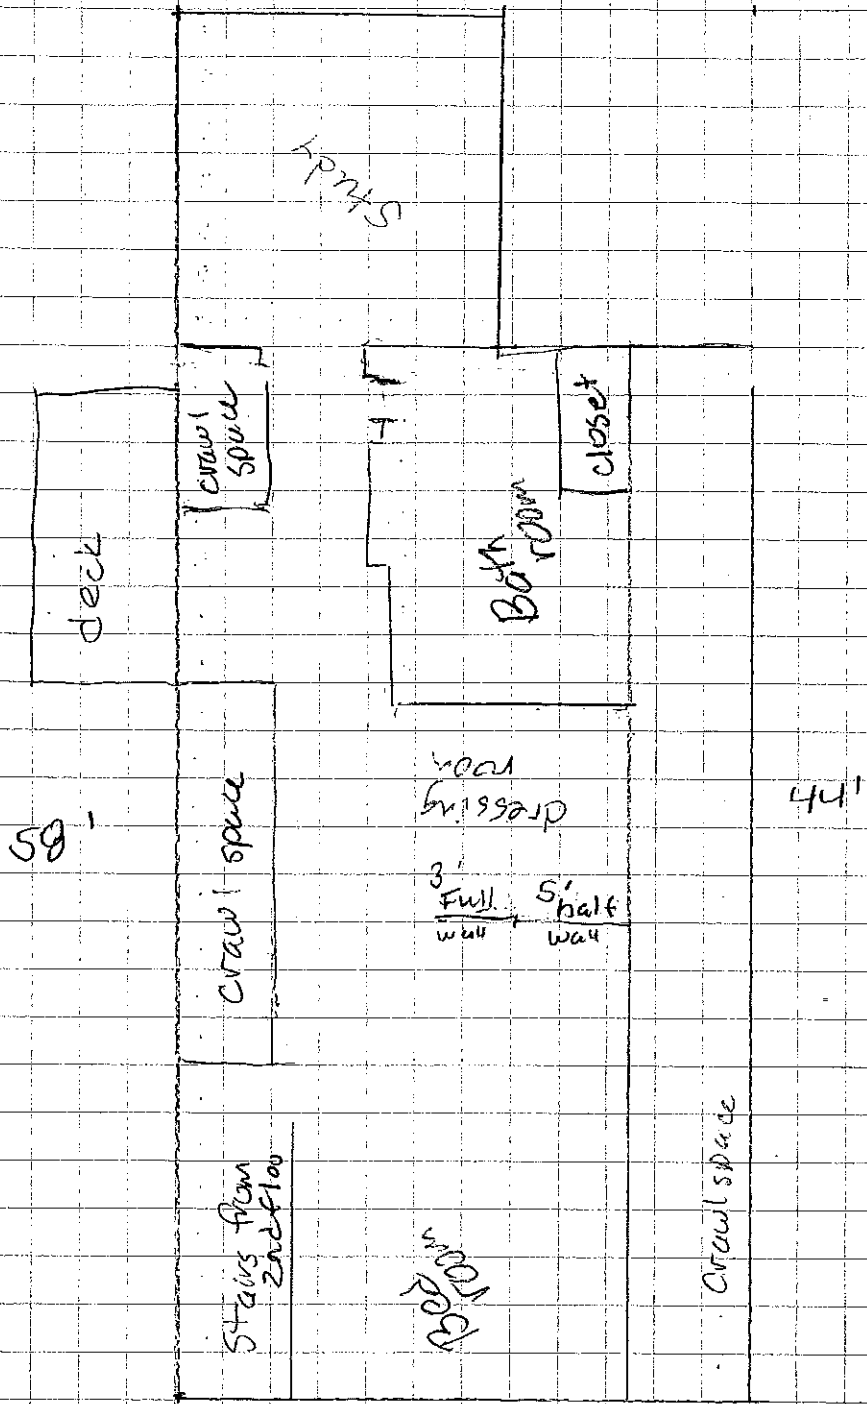 Study
crawl
space
closet
deck
Bath
room
dressing
room
58'
crawl space
44'
3'
Full
wall
5'
half
wall
Stairs from
2nd floo
Bed
room
Crawl space